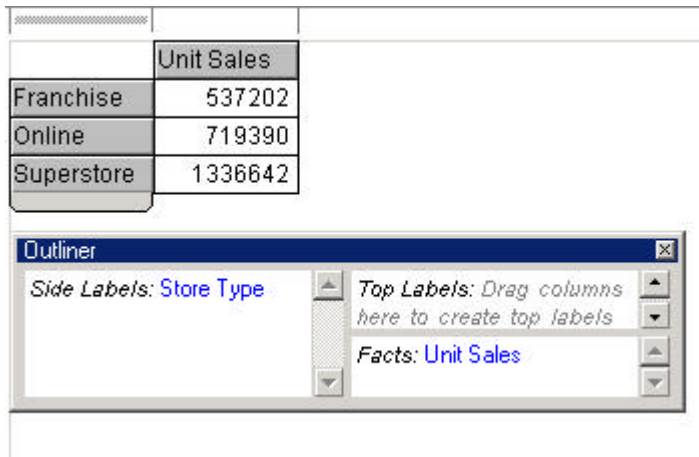 Unit Sales
Franchise 537202
Online 719390
Superstore 1336642
Outliner
Side Labels: Store Type
Top Labels: Drag columns
here to create top labels
Facts: Unit Sales